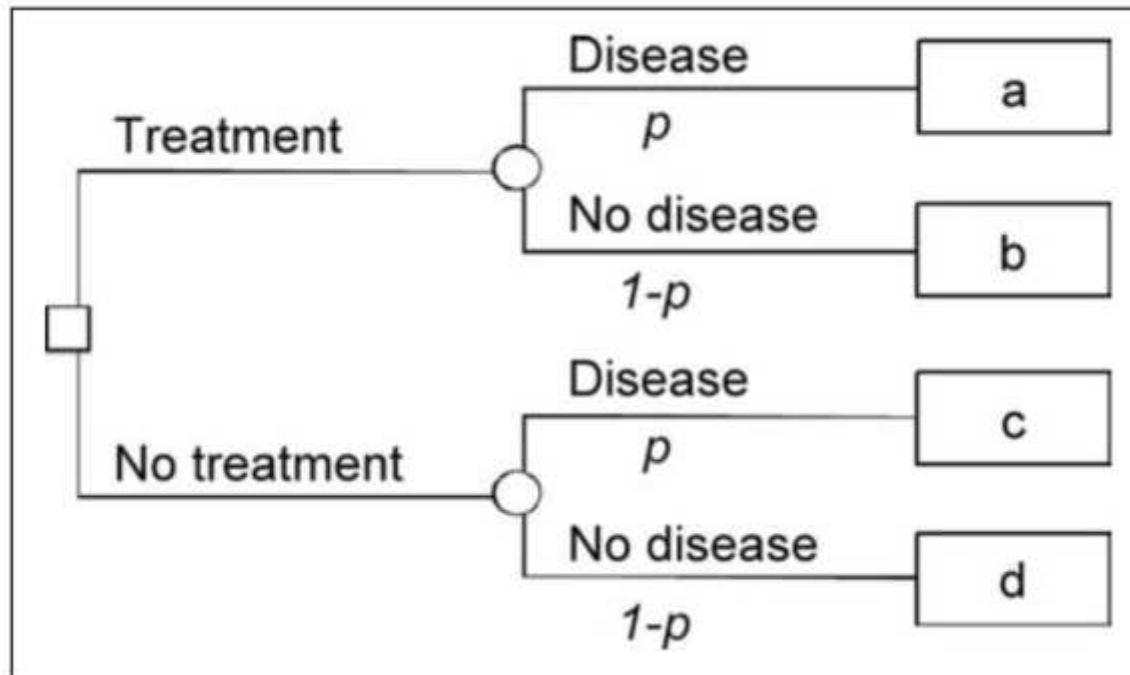 Disease
p
a
Treatment
No disease
1-p
b
Disease
p
c
No treatment
No disease
1-p
d